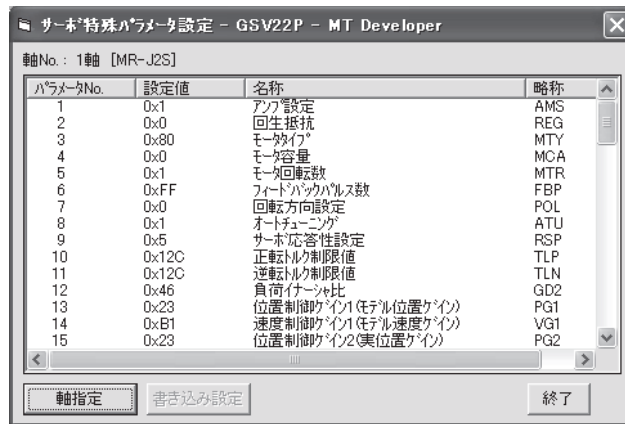 サーボ特殊パラメータ設定 - GSV22P - MT Developer
軸No.: 1軸 [MR-J2S]
パラメータNo. 設定値 名称 略称
1 0x1 アンプ設定 AMS
2 0x0 回生抵抗 REG
3 0x80 モータタイプ MTY
4 0x0 モータ容量 MCA
5 0x1 モータ回転数 MTR
6 0xFF フィードバックパルス数 FBP
7 0x0 回転方向設定 POL
8 0x1 オートチューニング ATU
9 0x5 サーボ応答性設定 RSP
10 0x12C 正転トルク制限値 TLP
11 0x12C 逆転トルク制限値 TLN
12 0x46 負荷イナーシャ比 GD2
13 0x23 位置制御ゲイン1(モデル位置ゲイン) PG1
14 0xB1 速度制御ゲイン1(モデル速度ゲイン) VG1
15 0x23 位置制御ゲイン2(実位置ゲイン) PG2
軸指定 書き込み設定 終了